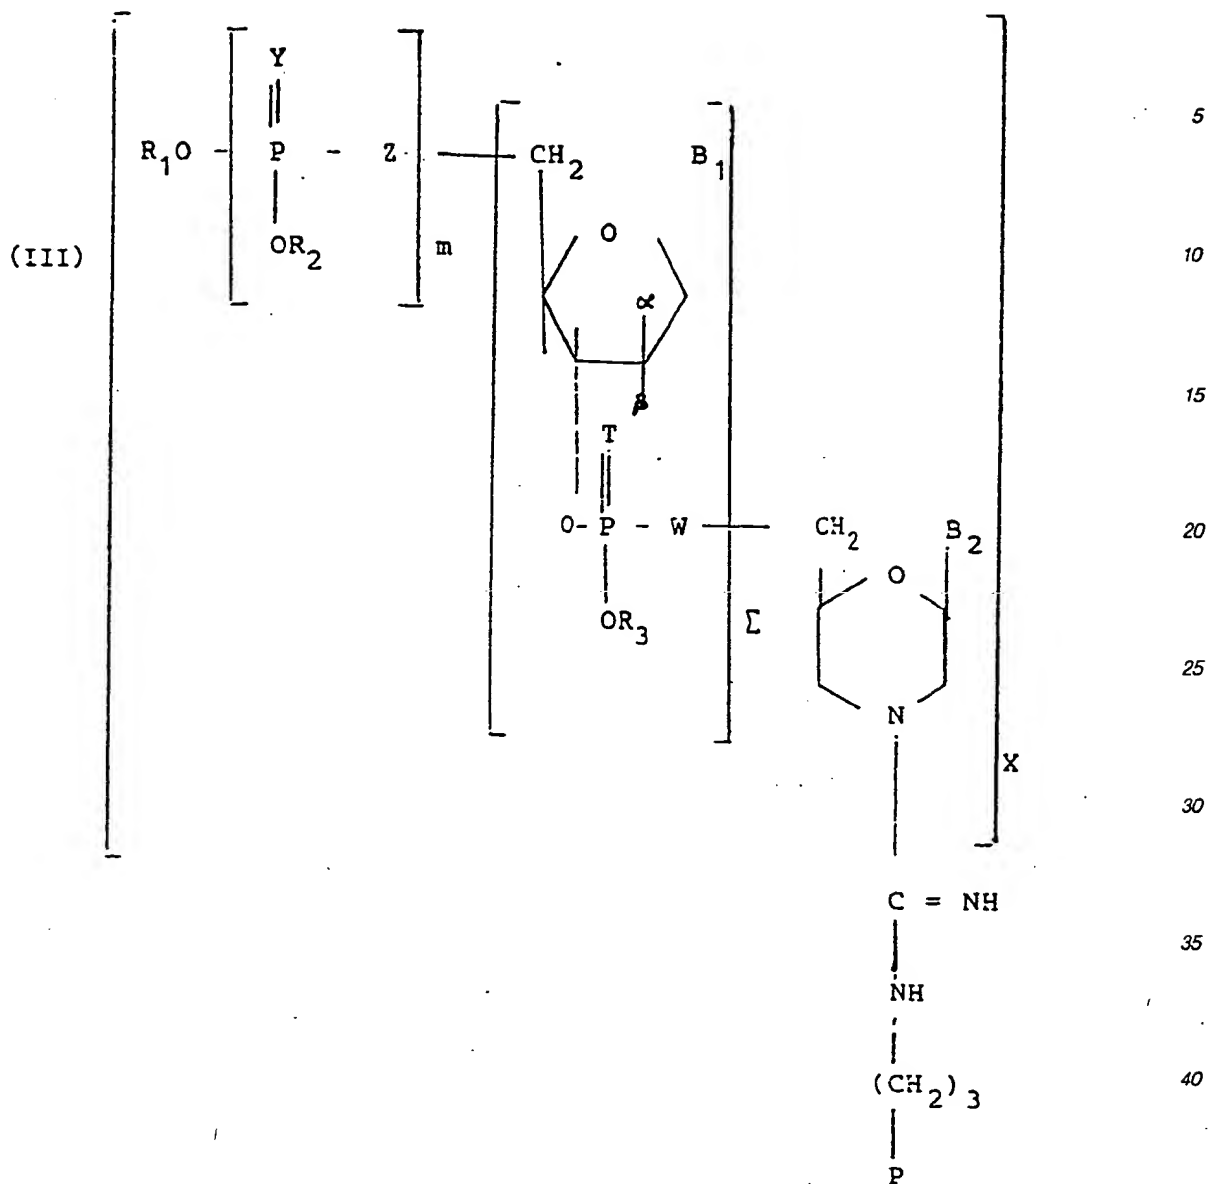 Y
5
R₁O - P - Z CH₂ B₁
(III) OR₂ m O 10
α
β 15
T
O- P - W CH₂ B₂ 20
O
OR₃ Σ
25
N
X
30
C = NH
35
NH
(CH₂)₃ 40
P